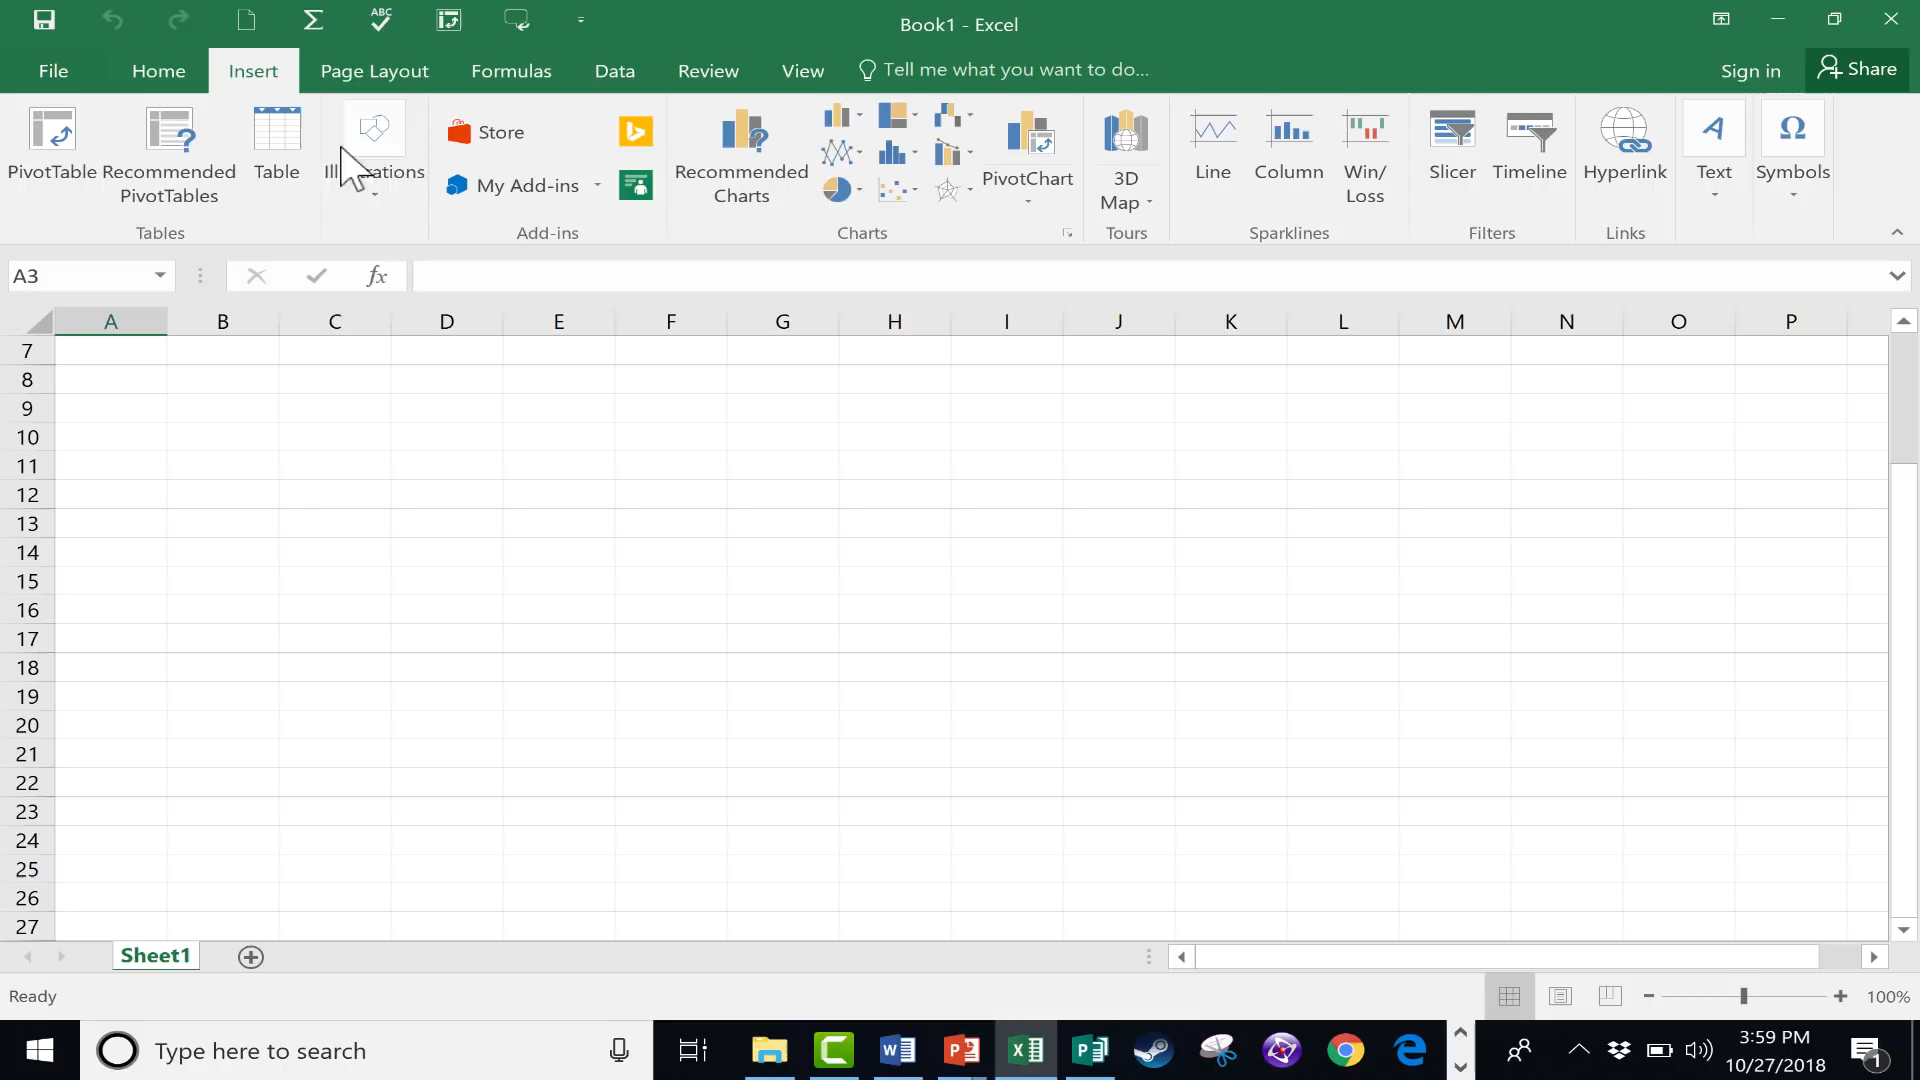 ABC
Book1 - Excel
File Home Insert Page Layout Formulas Data Review View Tell me what you want to do... Sign in Share
PivotTable Recommended PivotTables Table
Store
My Add-ins
Recommended Charts
PivotChart
3D Map
Line Column Win/ Loss
Slicer Timeline Hyperlink Text Symbols
Tables Add-ins Charts Tours Sparklines Filters Links
A3 fx
A B C D E F G H I J K L M N O P
7
8
9
10
11
12
13
14
15
16
17
18
19
20
21
22
23
24
25
26
27
Sheet1
Ready 100%
Type here to search
3:59 PM
10/27/2018
1